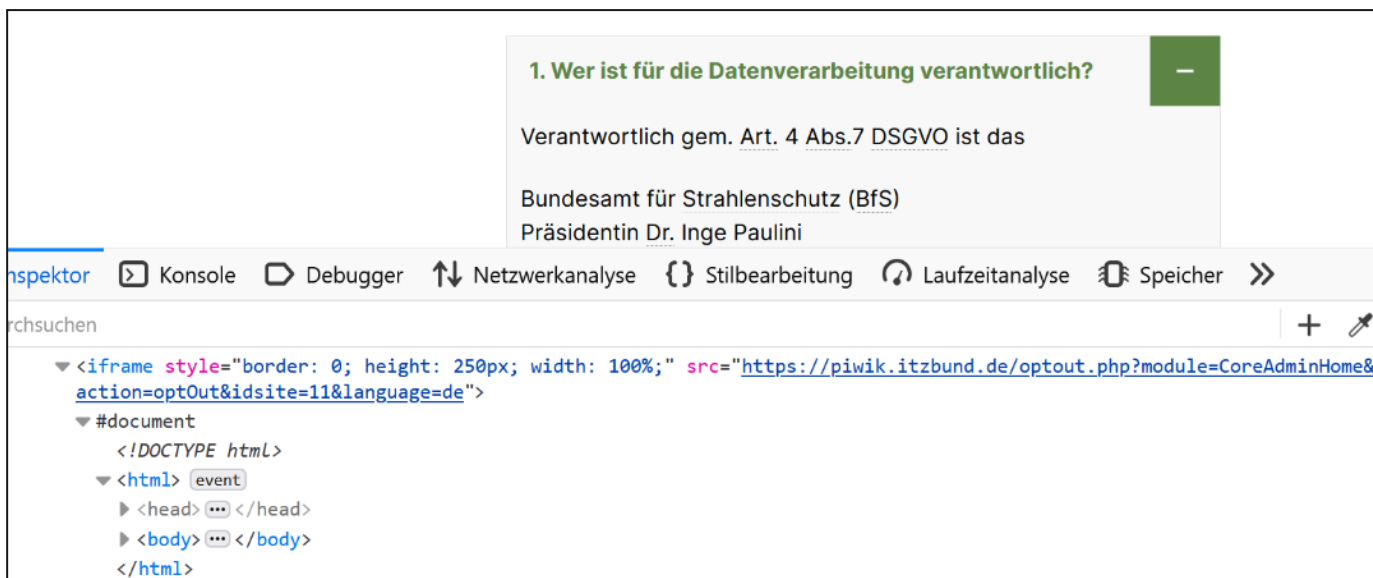 1. Wer ist für die Datenverarbeitung verantwortlich?
Verantwortlich gem. Art. 4 Abs.7 DSGVO ist das
Bundesamt für Strahlenschutz (BfS)
Präsidentin Dr. Inge Paulini
nspektor Konsole Debugger Netzwerkanalyse {} Stilbearbeitung Laufzeitanalyse Speicher
rchsuchen
<iframe style="border: 0; height: 250px; width: 100%;" src="https://piwik.itzbund.de/optout.php?module=CoreAdminHome&
action=optOut&idsite=11&language=de">
#document
<!DOCTYPE html>
<html> event
<head> ... </head>
<body> ... </body>
</html>